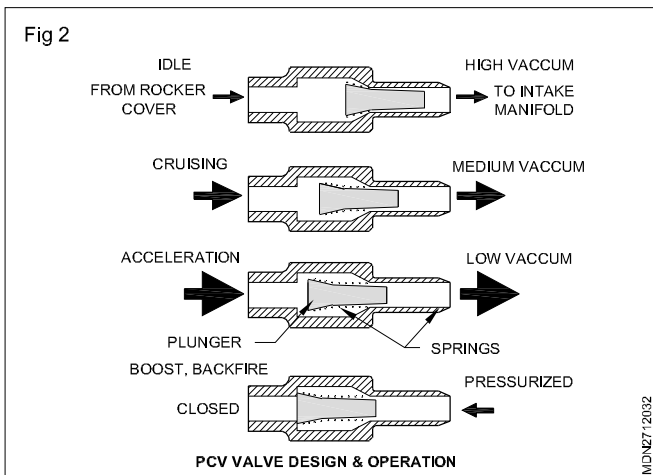 Fig 2
IDLE
HIGH VACCUM
FROM ROCKER
COVER
TO INTAKE
MANIFOLD
CRUISING
MEDIUM VACCUM
ACCELERATION
LOW VACCUM
PLUNGER
SPRINGS
BOOST, BACKFIRE
CLOSED
PRESSURIZED
PCV VALVE DESIGN & OPERATION
MDN2712032